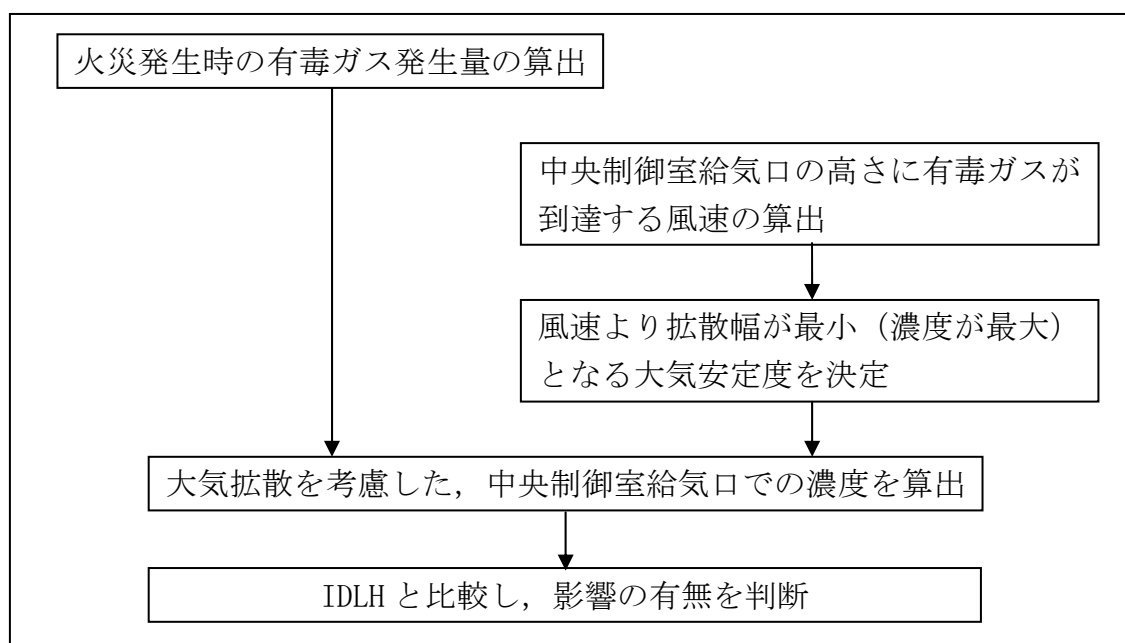 火災発生時の有毒ガス発生量の算出
中央制御室給気口の高さに有毒ガスが
到達する風速の算出
風速より拡散幅が最小（濃度が最大）
となる大気安定度を決定
大気拡散を考慮した，中央制御室給気口での濃度を算出
IDLH と比較し，影響の有無を判断